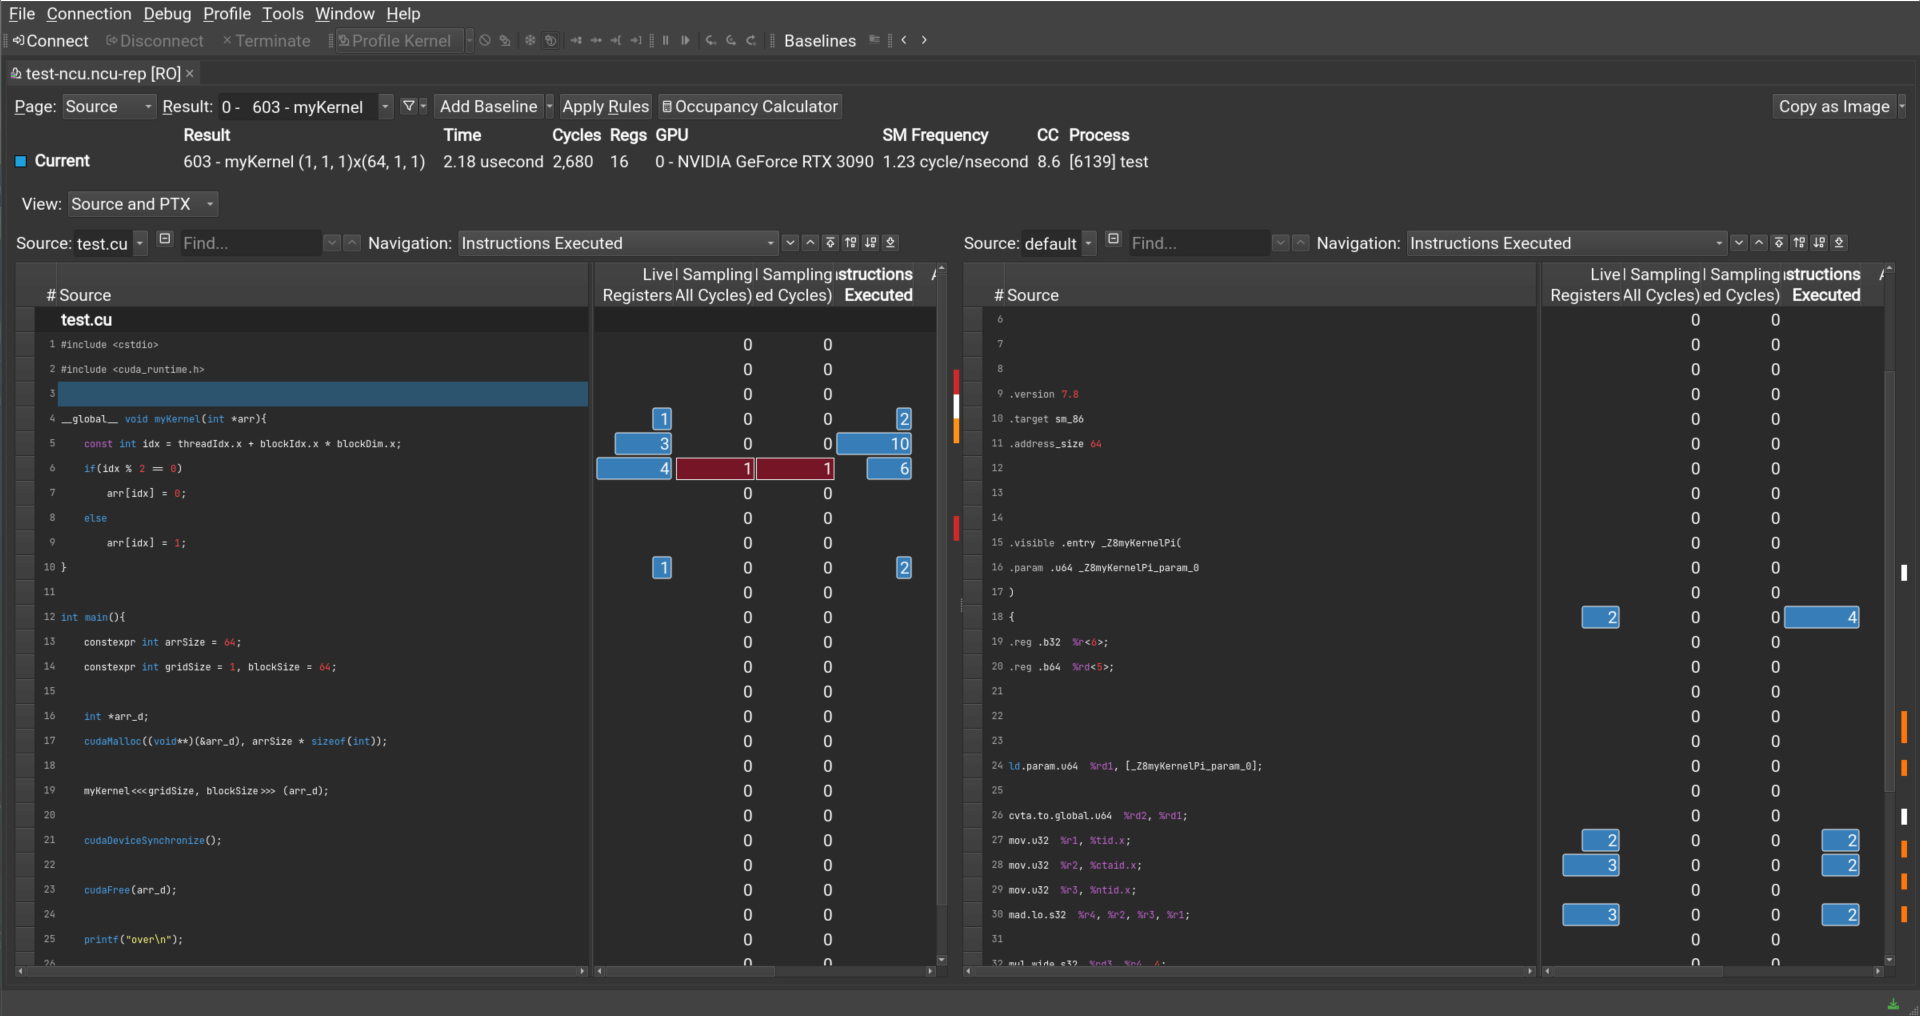 File Connection Debug Profile Tools Window Help
Connect Disconnect Terminate Profile Kernel Baselines
test-ncu.ncu-rep [RO]
Page: Source Result: 0 - 603 - myKernel Add Baseline Apply Rules Occupancy Calculator Copy as Image
Result Time Cycles Regs GPU SM Frequency CC Process
Current 603 - myKernel (1, 1, 1)x(64, 1, 1) 2.18 usecond 2,680 16 0 - NVIDIA GeForce RTX 3090 1.23 cycle/nsecond 8.6 [6139] test
View: Source and PTX
Source: test.cu Find... Navigation: Instructions Executed
# Source
Live Registers
Sampling All Cycles)
Sampling ed Cycles)
structions Executed
test.cu
1 #include <cstdio> 0 0
2 #include <cuda_runtime.h> 0 0
3 0 0
4 __global__ void myKernel(int *arr){ 1 0 0 2
5 const int idx = threadIdx.x + blockIdx.x * blockDim.x; 3 0 0 10
6 if(idx % 2 == 0) 4 1 1 6
7 arr[idx] = 0; 0 0
8 else 0 0
9 arr[idx] = 1; 0 0
10 } 1 0 0 2
11 0 0
12 int main(){ 0 0
13 constexpr int arrSize = 64; 0 0
14 constexpr int gridSize = 1, blockSize = 64; 0 0
15 0 0
16 int *arr_d; 0 0
17 cudaMalloc((void**)(&arr_d), arrSize * sizeof(int)); 0 0
18 0 0
19 myKernel<<<gridSize, blockSize>>> (arr_d); 0 0
20 0 0
21 cudaDeviceSynchronize(); 0 0
22 0 0
23 cudaFree(arr_d); 0 0
24 0 0
25 printf("over\n"); 0 0
26 0 0
Source: default Find... Navigation: Instructions Executed
# Source
Live Registers
Sampling All Cycles)
Sampling ed Cycles)
structions Executed
6 0 0
7 0 0
8 0 0
9 .version 7.8 0 0
10 .target sm_86 0 0
11 .address_size 64 0 0
12 0 0
13 0 0
14 0 0
15 .visible .entry _Z8myKernelPi( 0 0
16 .param .u64 _Z8myKernelPi_param_0 0 0
17 ) 0 0
18 { 2 0 0 4
19 .reg .b32 %r<6>; 0 0
20 .reg .b64 %rd<5>; 0 0
21 0 0
22 0 0
23 0 0
24 ld.param.u64 %rd1, [_Z8myKernelPi_param_0]; 0 0
25 0 0
26 cvta.to.global.u64 %rd2, %rd1; 0 0
27 mov.u32 %r1, %tid.x; 2 0 0 2
28 mov.u32 %r2, %ctaid.x; 3 0 0 2
29 mov.u32 %r3, %ntid.x; 0 0
30 mad.lo.s32 %r4, %r2, %r3, %r1; 3 0 0 2
31 0 0
32 mul.wide.s32 %rd3, %r4, 0 0